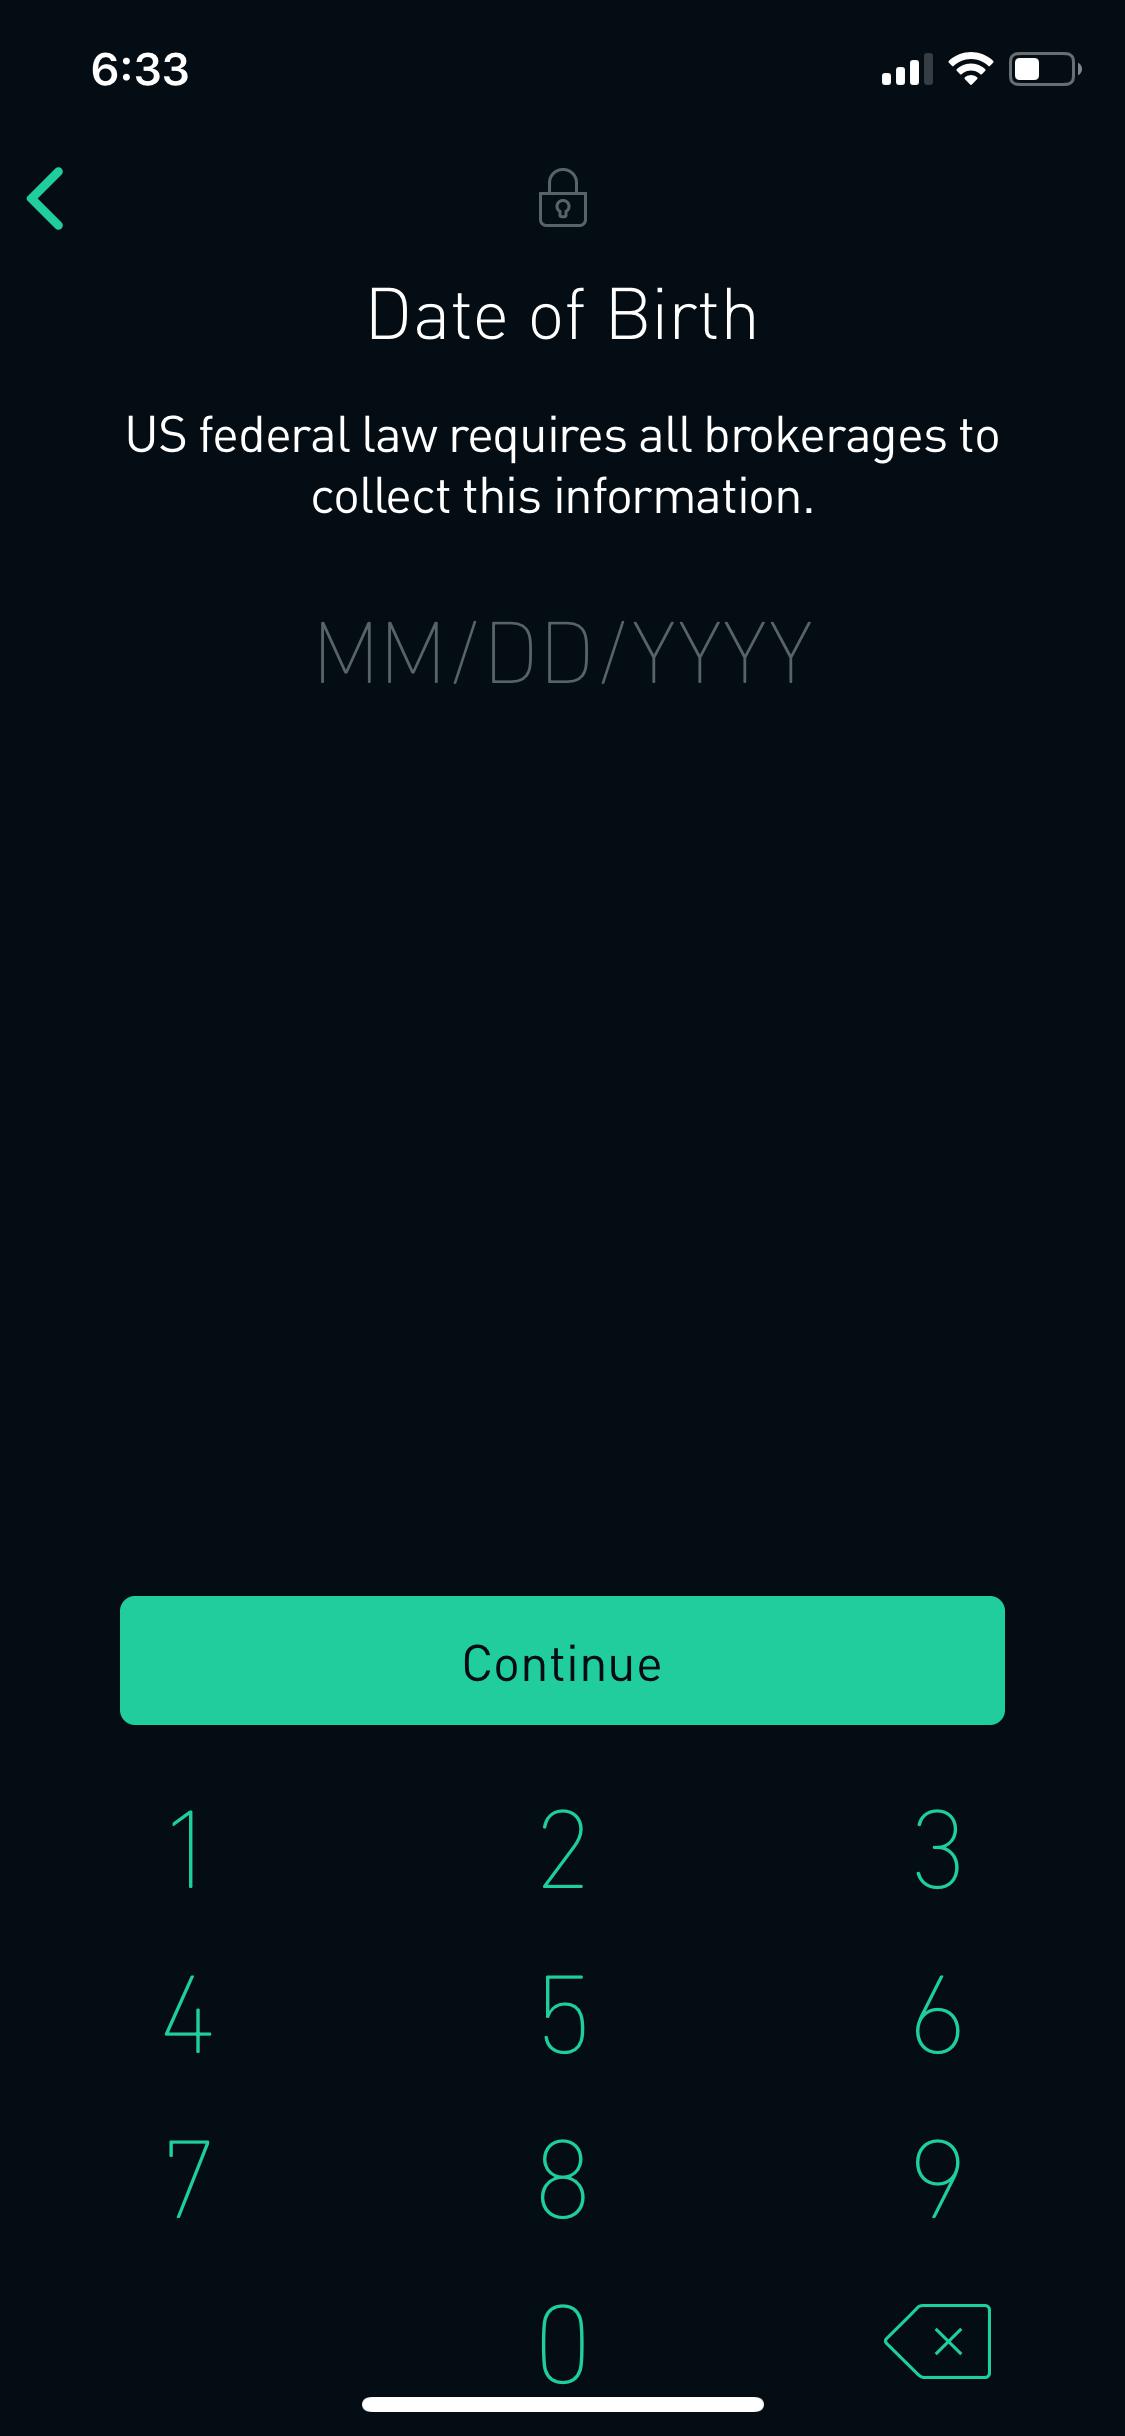 6:33
Date of Birth
US federal law requires all brokerages to
collect this information.
MM/DD/YYYY
Continue
1 2 3
4 5 6
7 8 9
0